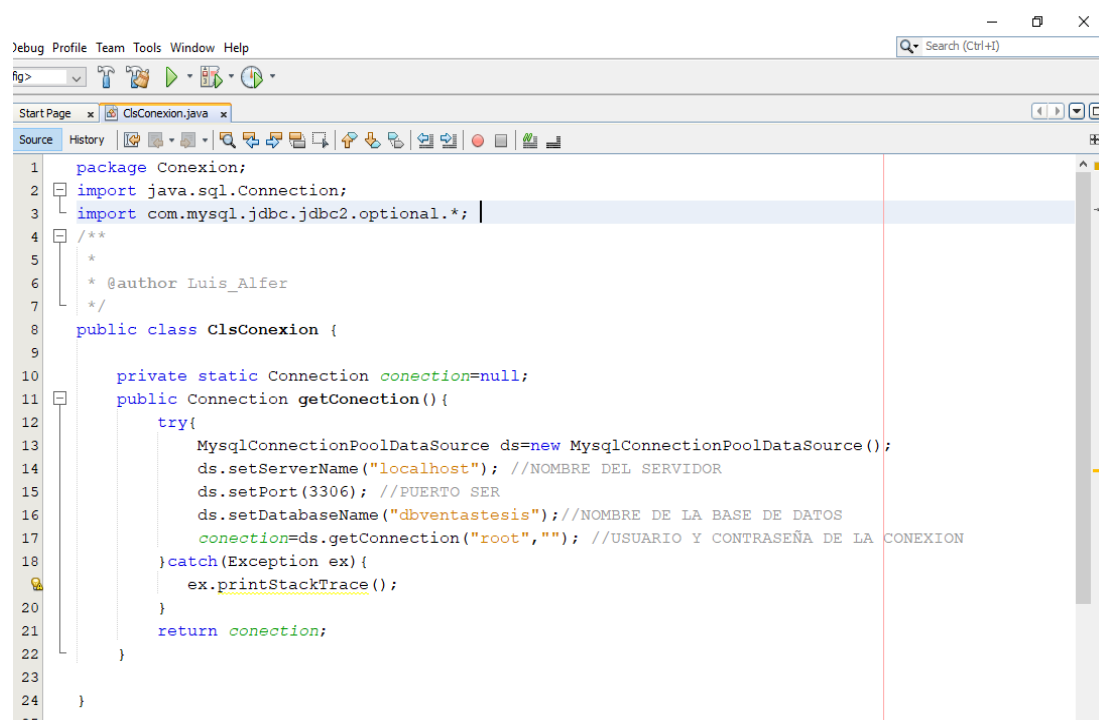 Debug Profile Team Tools Window Help
Search (Ctrl+I)
fig>
Start Page x ClsConexion.java x
Source History
1 package Conexion;
2 import java.sql.Connection;
3 import com.mysql.jdbc.jdbc2.optional.*;
4 /**
5 *
6 * @author Luis_Alfer
7 */
8 public class ClsConexion {
9
10 private static Connection conection=null;
11 public Connection getConection(){
12 try{
13 MysqlConnectionPoolDataSource ds=new MysqlConnectionPoolDataSource();
14 ds.setServerName("localhost"); //NOMBRE DEL SERVIDOR
15 ds.setPort(3306); //PUERTO SER
16 ds.setDatabaseName("dbventastesis");//NOMBRE DE LA BASE DE DATOS
17 conection=ds.getConnection("root",""); //USUARIO Y CONTRASEÑA DE LA CONEXION
18 }catch(Exception ex){
ex.printStackTrace();
20 }
21 return conection;
22 }
23
24 }